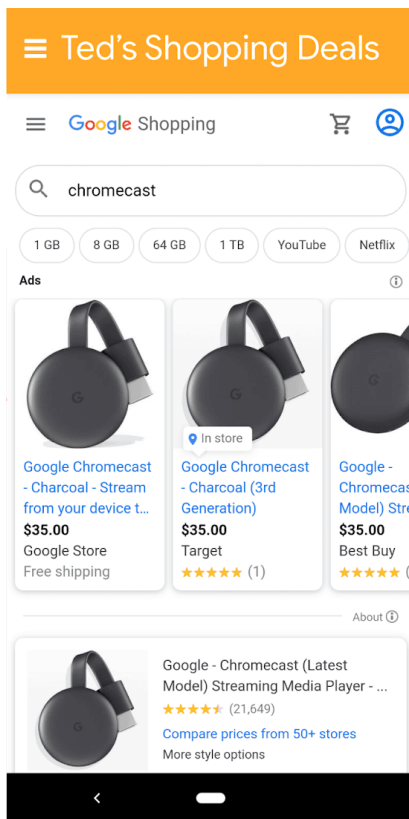 Ted's Shopping Deals
Google Shopping
chromecast
1 GB
8 GB
64 GB
1 TB
YouTube
Netflix
Ads
In store
Google Chromecast
- Charcoal - Stream
from your device t...
$35.00
Google Store
Free shipping
Google Chromecast
- Charcoal (3rd
Generation)
$35.00
Target
(1)
Google -
Chromecas
Model) Stre
$35.00
Best Buy
(
About
Google - Chromecast (Latest
Model) Streaming Media Player - ...
(21,649)
Compare prices from 50+ stores
More style options